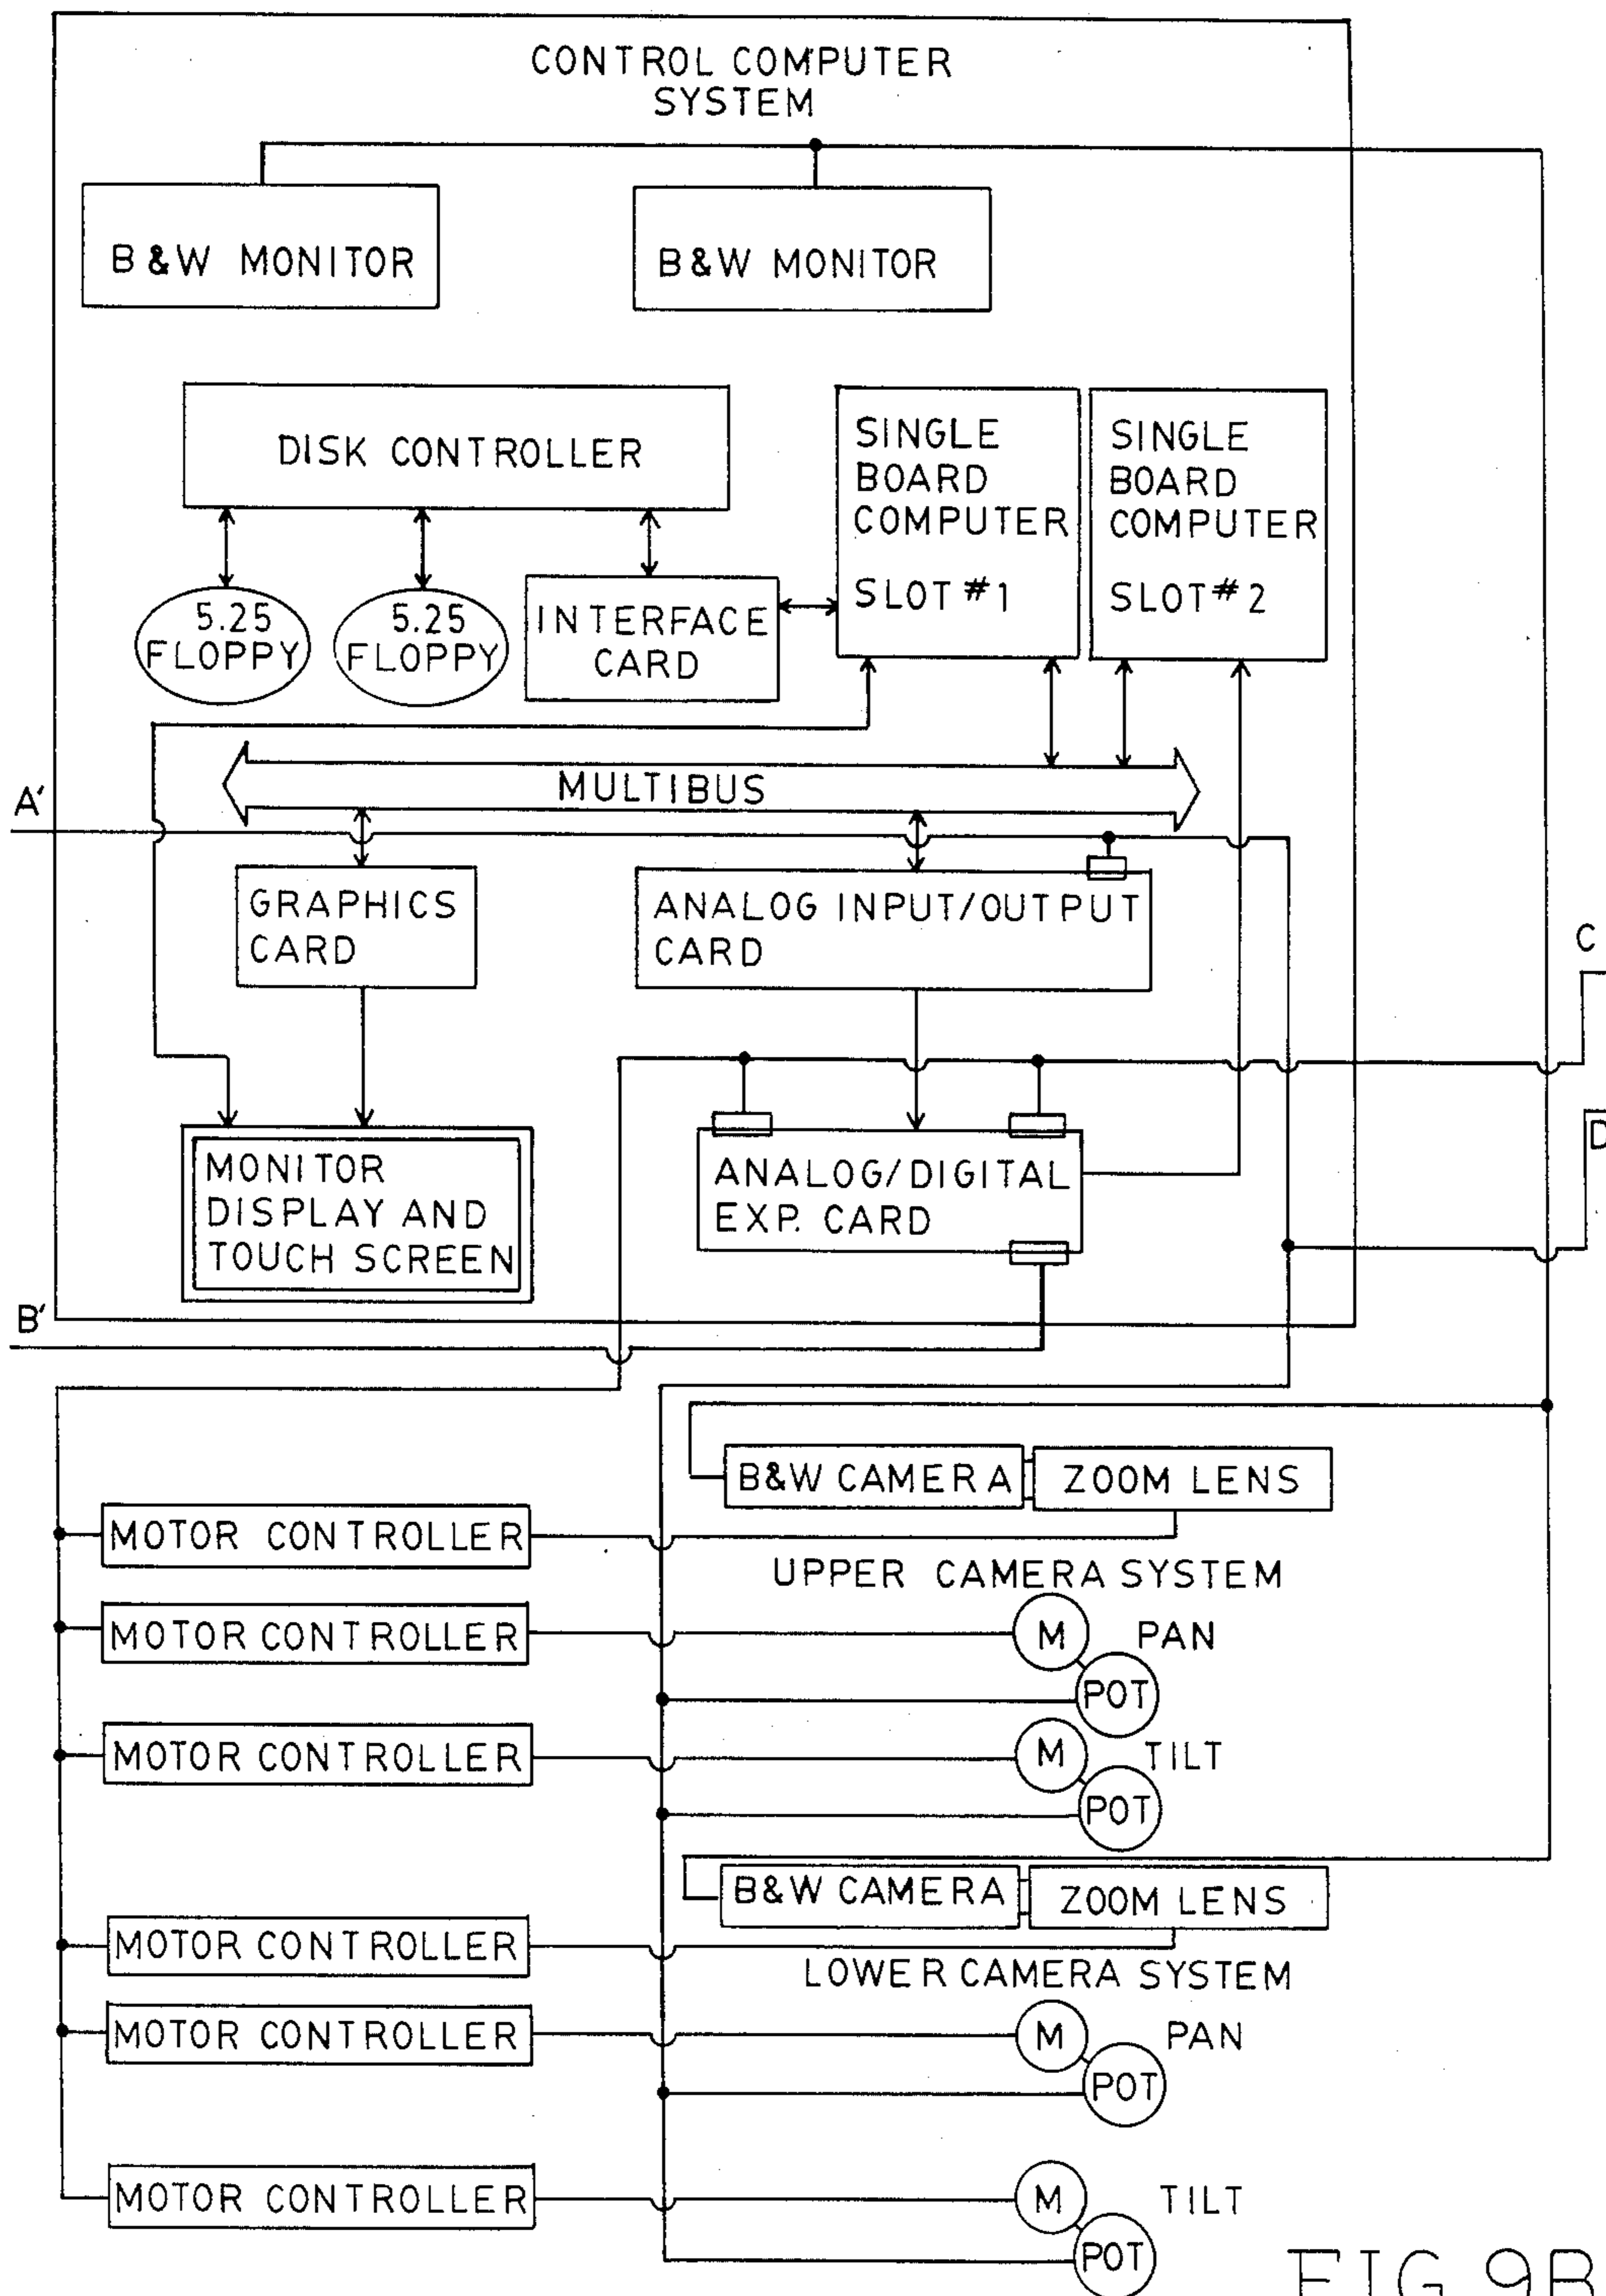 CONTROL COMPUTER
SYSTEM
B&W MONITOR
B&W MONITOR
DISK CONTROLLER
SINGLE
BOARD
COMPUTER
SLOT #1
SINGLE
BOARD
COMPUTER
SLOT #2
5.25
FLOPPY
5.25
FLOPPY
INTERFACE
CARD
MULTIBUS
A'
GRAPHICS
CARD
ANALOG INPUT/OUTPUT
CARD
C
D
MONITOR
DISPLAY AND
TOUCH SCREEN
ANALOG/DIGITAL
EXP. CARD
B'
B&W CAMERA
ZOOM LENS
MOTOR CONTROLLER
UPPER CAMERA SYSTEM
MOTOR CONTROLLER
M
PAN
POT
MOTOR CONTROLLER
M
TILT
POT
B&W CAMERA
ZOOM LENS
MOTOR CONTROLLER
LOWER CAMERA SYSTEM
MOTOR CONTROLLER
M
PAN
POT
MOTOR CONTROLLER
M
TILT
POT
FIG. 9B